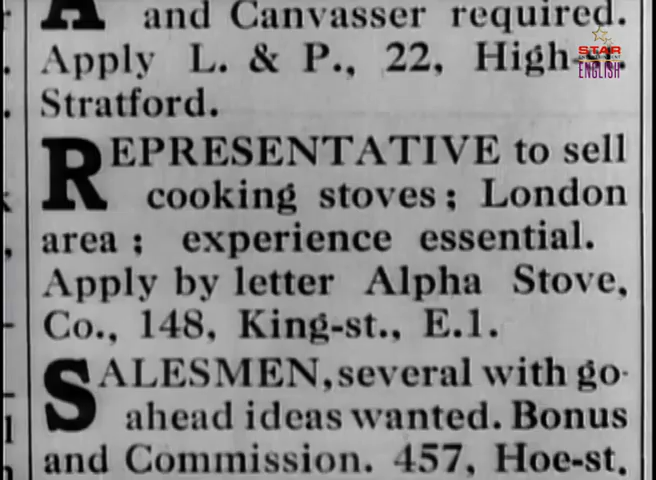 A and Canvasser required.
Apply L. & P., 22, High-st.
Stratford.
REPRESENTATIVE to sell
cooking stoves; London
area; experience essential.
Apply by letter Alpha Stove,
Co., 148, King-st., E.1.
SALESMEN, several with go-
ahead ideas wanted. Bonus
and Commission. 457, Hoe-st.
STAR
ENGLISH